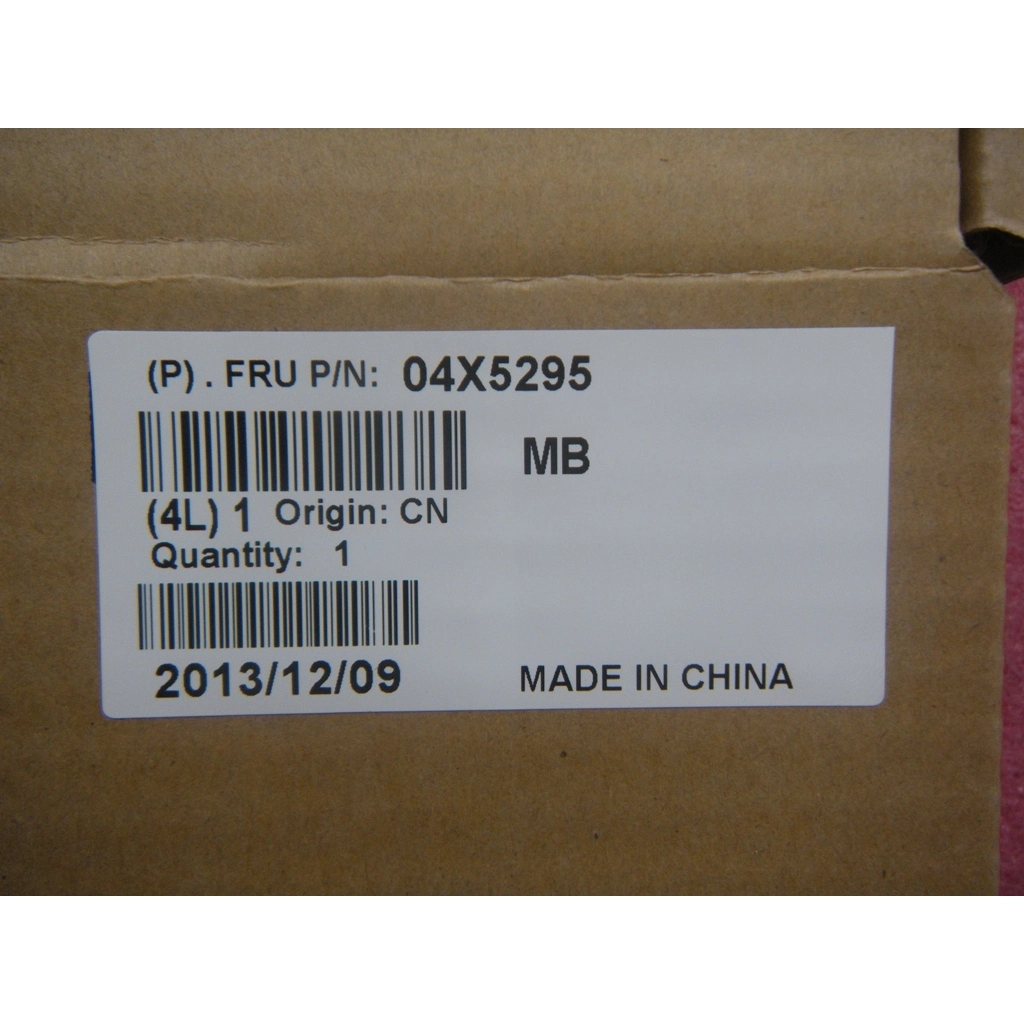 (P) . FRU P/N: 04X5295
MB
(4L) 1 Origin: CN
Quantity: 1
2013/12/09
MADE IN CHINA